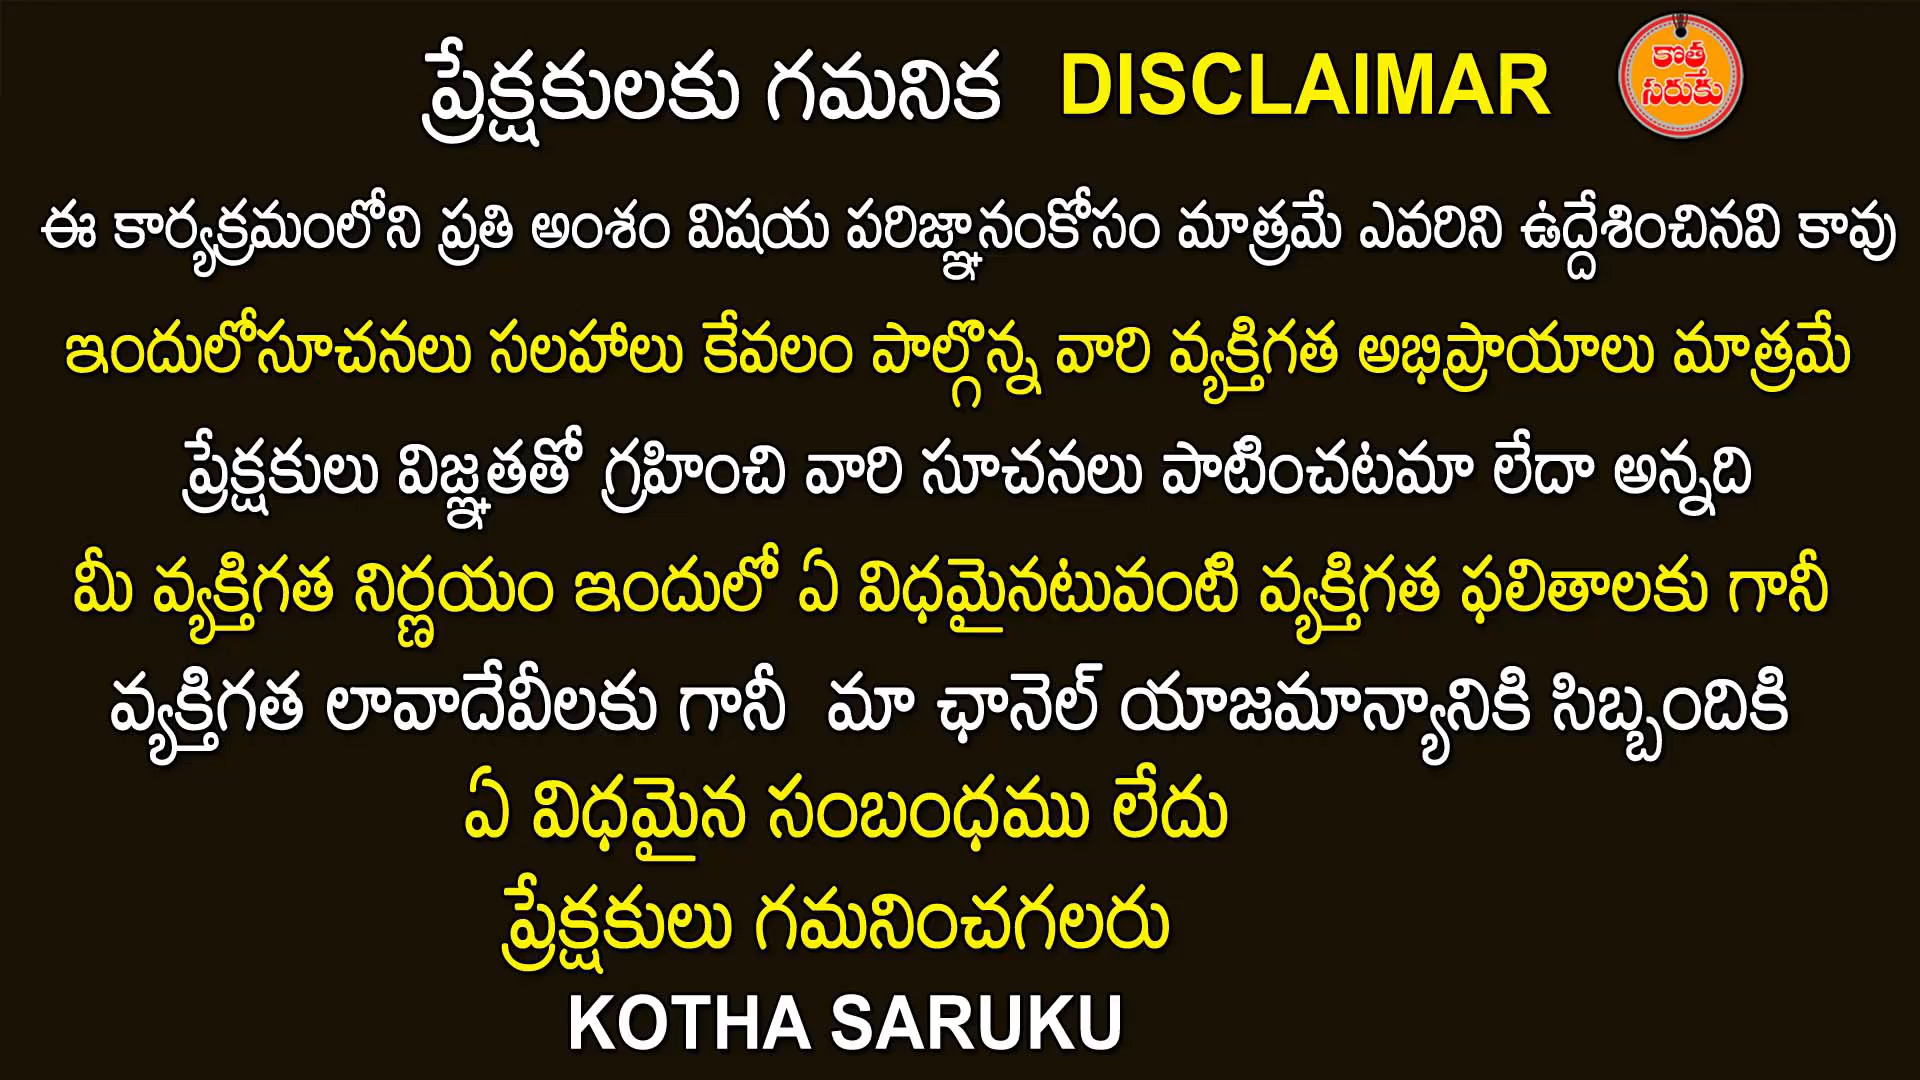 ప్రేక్షకులకు గమనిక DISCLAIMAR
కొత్త
సరుకు
ఈ కార్యక్రమంలోని ప్రతి అంశం విషయ పరిజ్ఞానంకోసం మాత్రమే ఎవరిని ఉద్దేశించినవి కావు
ఇందులోసూచనలు సలహాలు కేవలం పాల్గొన్న వారి వ్యక్తిగత అభిప్రాయాలు మాత్రమే
ప్రేక్షకులు విజ్ఞతతో గ్రహించి వారి సూచనలు పాటించటమా లేదా అన్నది
మీ వ్యక్తిగత నిర్ణయం ఇందులో ఏ విధమైనటువంటి వ్యక్తిగత ఫలితాలకు గానీ
వ్యక్తిగత లావాదేవీలకు గానీ మా ఛానెల్ యాజమాన్యానికి సిబ్బందికి
ఏ విధమైన సంబంధము లేదు
ప్రేక్షకులు గమనించగలరు
KOTHA SARUKU